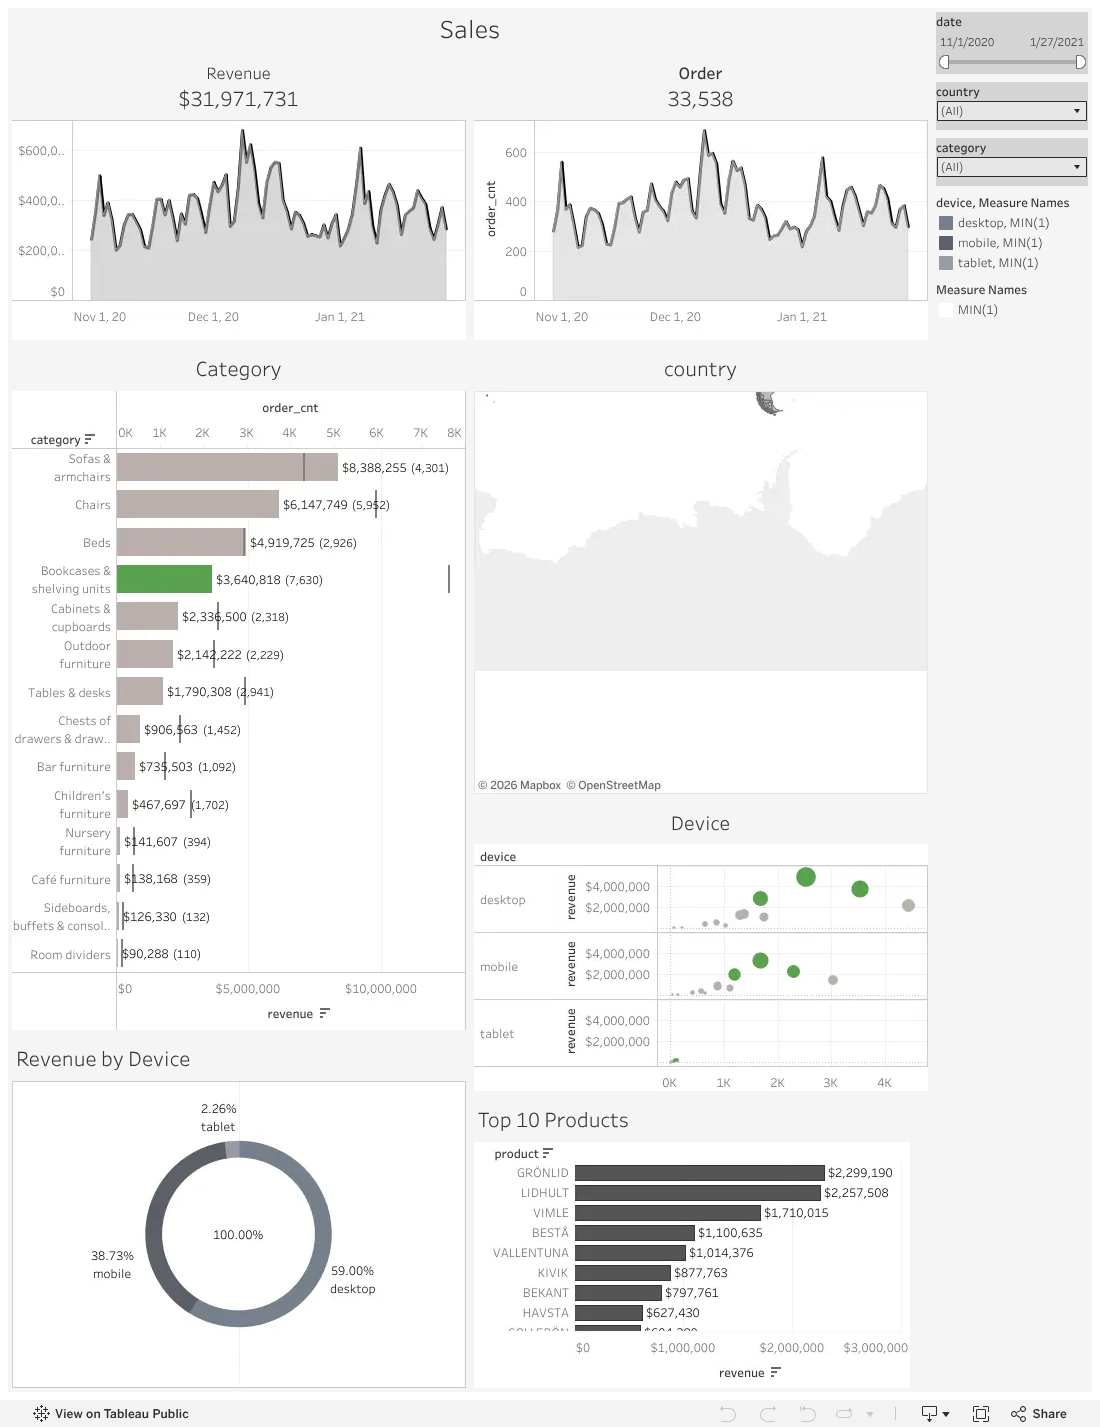 Sales
Revenue
$31,971,731
$600,0..
$400,0..
$200,0..
$0
Nov 1, 20
Dec 1, 20
Jan 1, 21
Order
33,538
order_cnt
600
400
200
0
Nov 1, 20
Dec 1, 20
Jan 1, 21
date
11/1/2020 1/27/2021
country
(All)
category
(All)
device, Measure Names
desktop, MIN(1)
mobile, MIN(1)
tablet, MIN(1)
Measure Names
MIN(1)
Category
order_cnt
category
0K 1K 2K 3K 4K 5K 6K 7K 8K
Sofas &
armchairs
$8,388,255 (4,301)
Chairs
$6,147,749 (5,952)
Beds
$4,919,725 (2,926)
Bookcases &
shelving units
$3,640,818 (7,630)
Cabinets &
cupboards
$2,336,500 (2,318)
Outdoor
furniture
$2,142,222 (2,229)
Tables & desks
$1,790,308 (2,941)
Chests of
drawers & draw..
$906,563 (1,452)
Bar furniture
$735,503 (1,092)
Children's
furniture
$467,697 (1,702)
Nursery
furniture
$141,607 (394)
Café furniture
$138,168 (359)
Sideboards,
buffets & consol..
$126,330 (132)
Room dividers
$90,288 (110)
$0 $5,000,000 $10,000,000
revenue
country
© 2026 Mapbox © OpenStreetMap
Device
device
desktop
revenue
$4,000,000
$2,000,000
mobile
revenue
$4,000,000
$2,000,000
tablet
revenue
$4,000,000
$2,000,000
0K 1K 2K 3K 4K
Revenue by Device
2.26%
tablet
100.00%
38.73%
mobile
59.00%
desktop
Top 10 Products
product
GRÖNLID $2,299,190
LIDHULT $2,257,508
VIMLE $1,710,015
BESTÅ $1,100,635
VALLENTUNA $1,014,376
KIVIK $877,763
BEKANT $797,761
HAVSTA $627,430
$0 $1,000,000 $2,000,000 $3,000,000
revenue
View on Tableau Public
Share